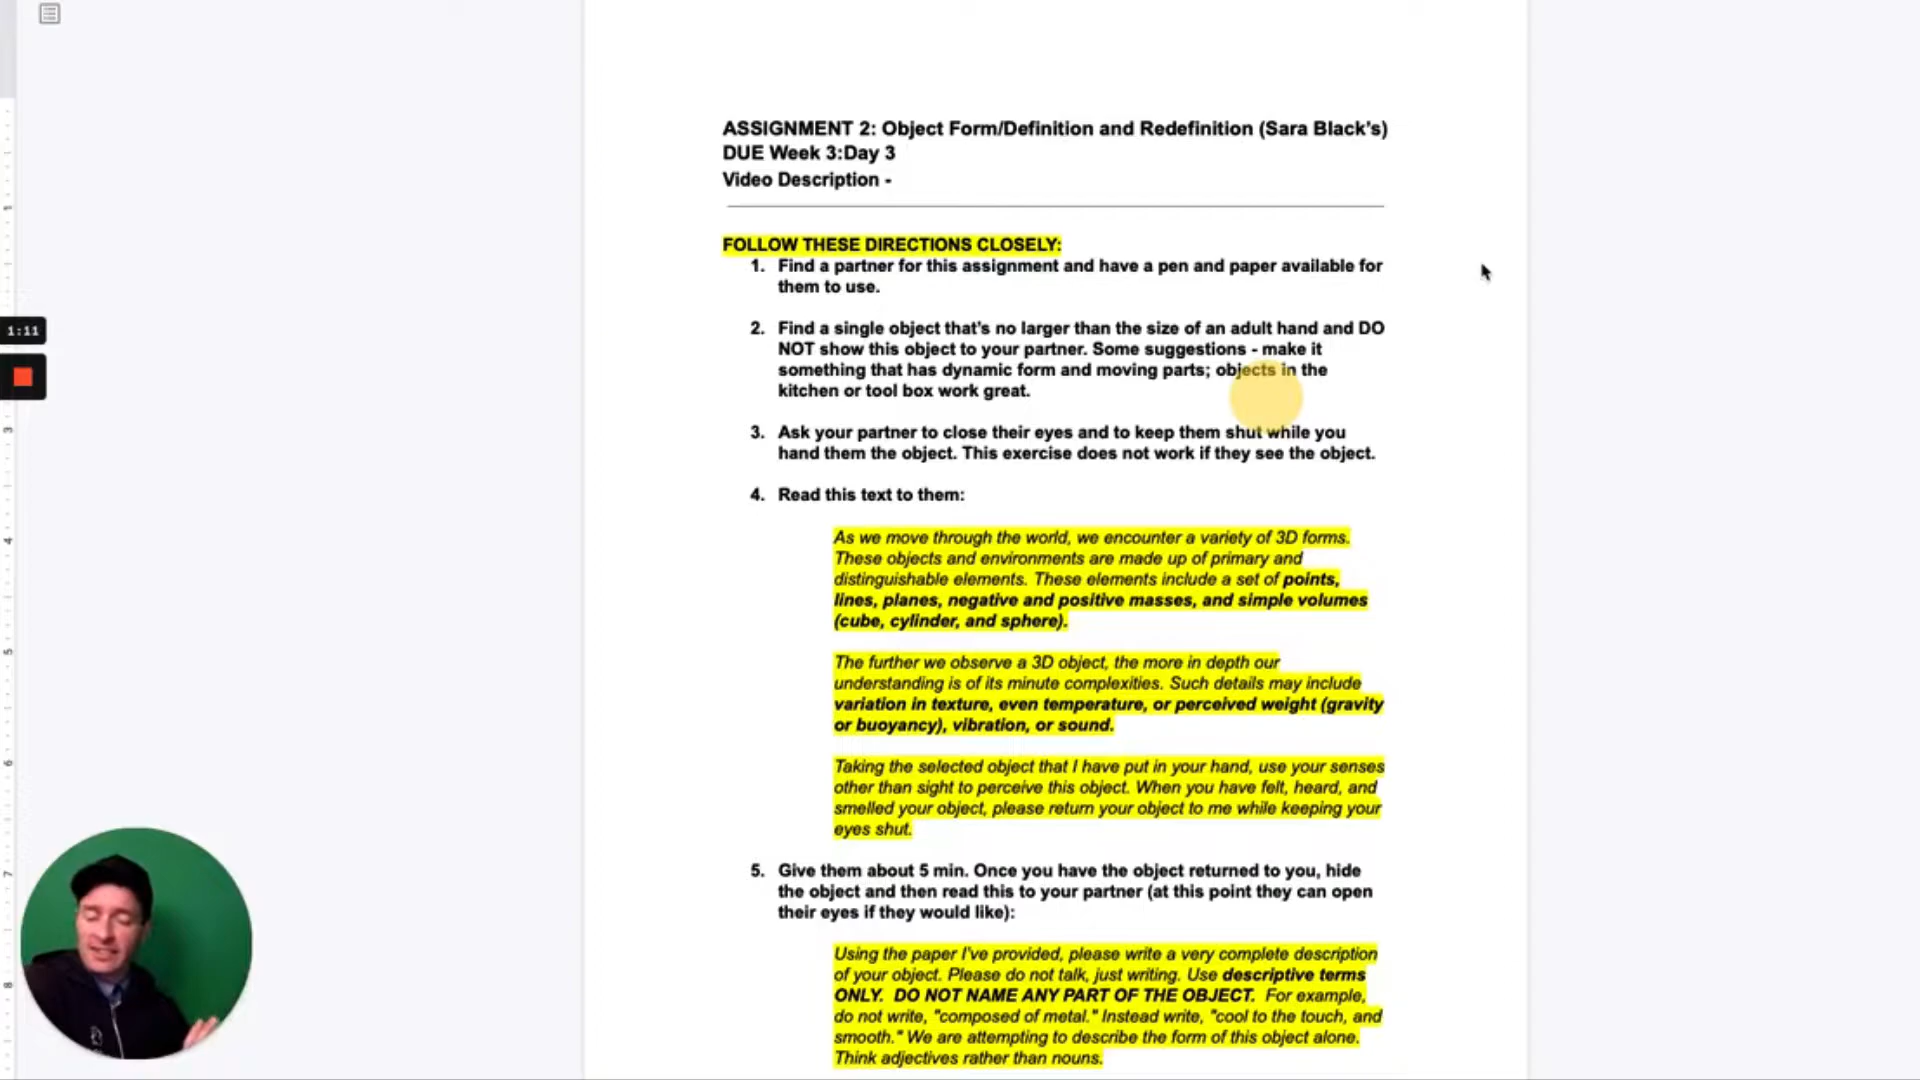 ASSIGNMENT 2: Object Form/Definition and Redefinition (Sara Black's)
DUE Week 3:Day 3
Video Description -
FOLLOW THESE DIRECTIONS CLOSELY:
1. Find a partner for this assignment and have a pen and paper available for
them to use.
2. Find a single object that's no larger than the size of an adult hand and DO
NOT show this object to your partner. Some suggestions - make it
something that has dynamic form and moving parts; objects in the
kitchen or tool box work great.
3. Ask your partner to close their eyes and to keep them shut while you
hand them the object. This exercise does not work if they see the object.
4. Read this text to them:
As we move through the world, we encounter a variety of 3D forms.
These objects and environments are made up of primary and
distinguishable elements. These elements include a set of points,
lines, planes, negative and positive masses, and simple volumes
(cube, cylinder, and sphere).
The further we observe a 3D object, the more in depth our
understanding is of its minute complexities. Such details may include
variation in texture, even temperature, or perceived weight (gravity
or buoyancy), vibration, or sound.
Taking the selected object that I have put in your hand, use your senses
other than sight to perceive this object. When you have felt, heard, and
smelled your object, please return your object to me while keeping your
eyes shut.
5. Give them about 5 min. Once you have the object returned to you, hide
the object and then read this to your partner (at this point they can open
their eyes if they would like):
Using the paper I've provided, please write a very complete description
of your object. Please do not talk, just writing. Use descriptive terms
ONLY. DO NOT NAME ANY PART OF THE OBJECT. For example,
do not write, "composed of metal." Instead write, "cool to the touch, and
smooth." We are attempting to describe the form of this object alone.
Think adjectives rather than nouns.
1:11
1
3
4
5
6
7
8